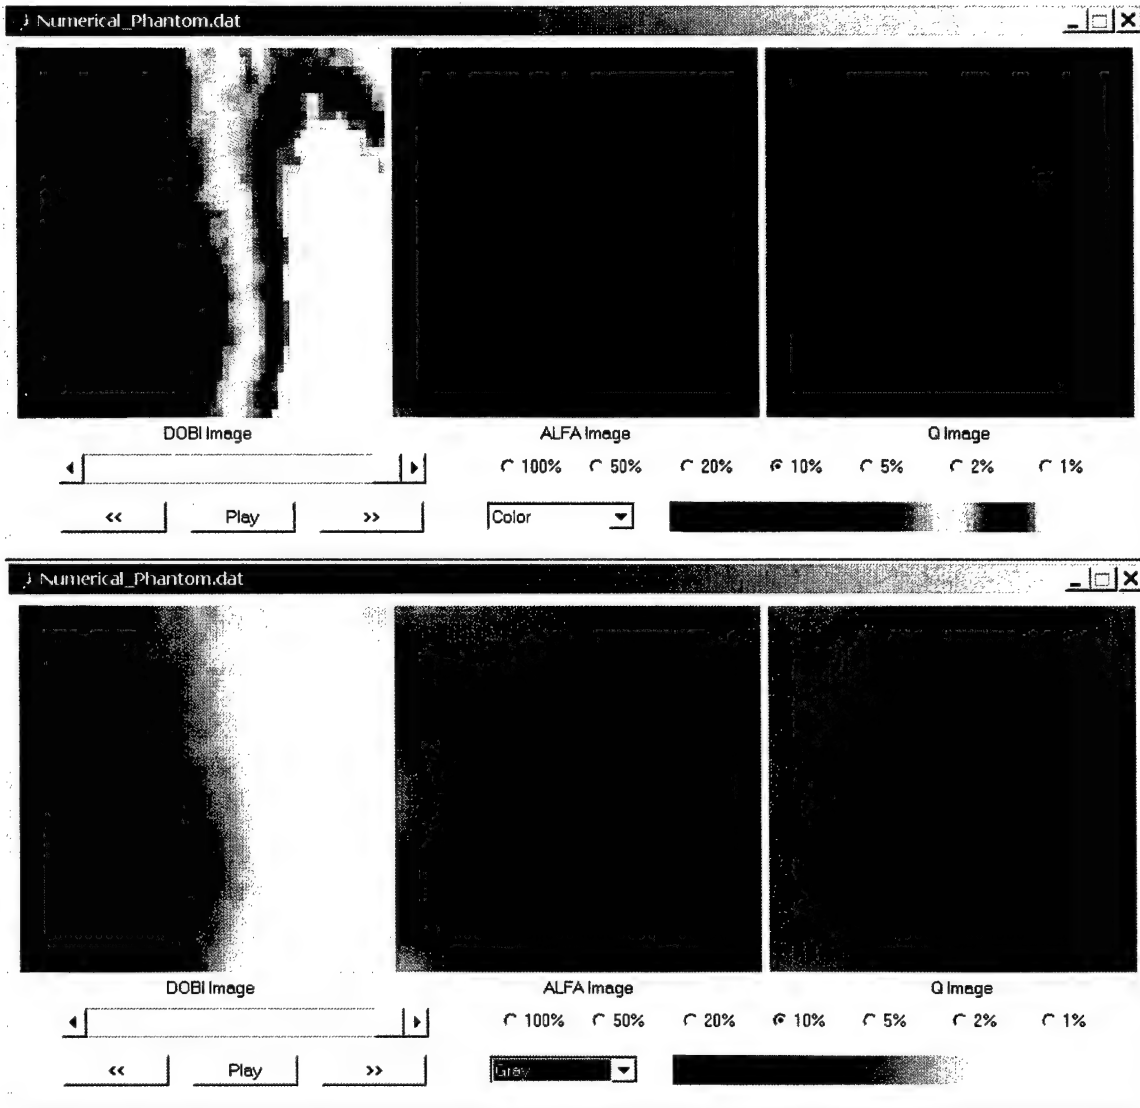 Numerical_Phantom.dat
DOBI Image ALFA Image Q Image
100% 50% 20% 10% 5% 2% 1%
<< Play >> Color
Numerical_Phantom.dat
DOBI Image ALFA Image Q Image
100% 50% 20% 10% 5% 2% 1%
<< Play >> Grey